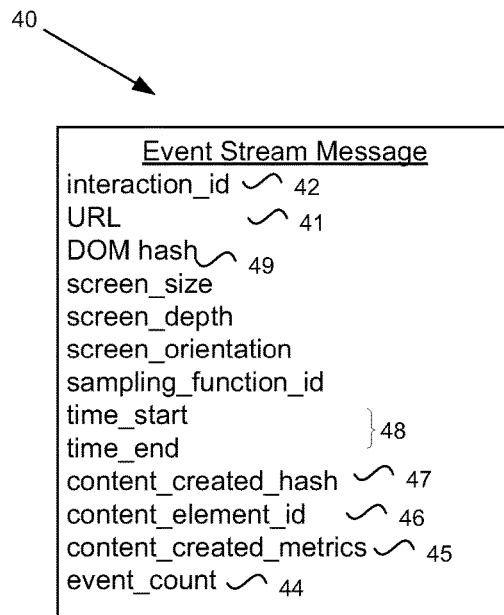 40
Event Stream Message
interaction_id 42
URL 41
DOM hash 49
screen_size
screen_depth
screen_orientation
sampling_function_id
time_start
48
time_end
content_created_hash 47
content_element_id 46
content_created_metrics 45
event_count 44